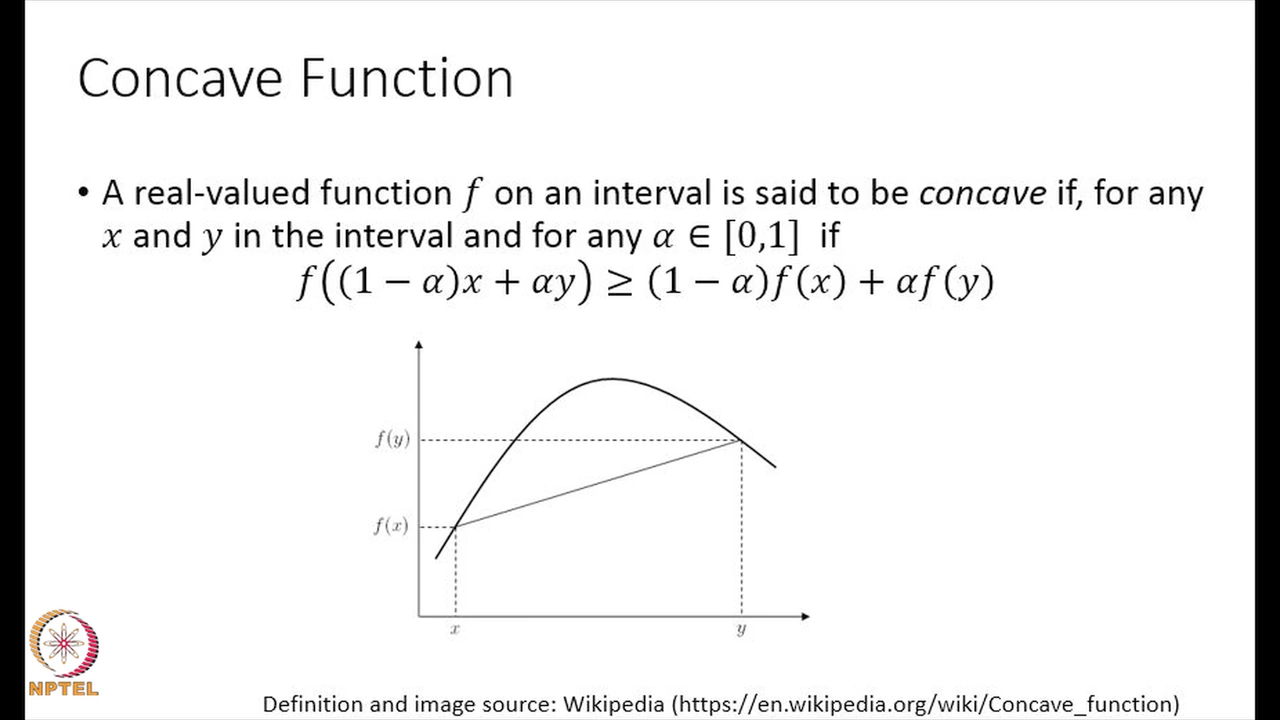 Concave Function
• A real-valued function f on an interval is said to be concave if, for any
x and y in the interval and for any α ∈ [0,1] if
f((1 − α)x + αy) ≥ (1 − α)f(x) + αf(y)
f(y)
f(x)
x
y
NPTEL
Definition and image source: Wikipedia (https://en.wikipedia.org/wiki/Concave_function)